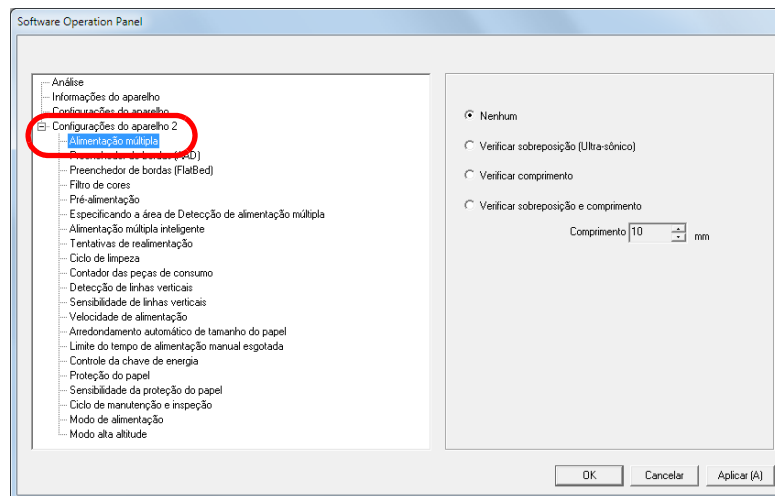 Software Operation Panel
Análise
Informações do aparelho
Configurações do aparelho
Configurações do aparelho 2
Alimentação múltipla
Preenchedor de bordas (AD)
Preenchedor de bordas (FlatBed)
Filtro de cores
Pré-alimentação
Especificando a área de Detecção de alimentação múltipla
Alimentação múltipla inteligente
Tentativas de realimentação
Ciclo de limpeza
Contador das peças de consumo
Detecção de linhas verticais
Sensibilidade de linhas verticais
Velocidade de alimentação
Arredondamento automático de tamanho do papel
Limite do tempo de alimentação manual esgotada
Controle da chave de energia
Proteção do papel
Sensibilidade da proteção do papel
Ciclo de manutenção e inspeção
Modo de alimentação
Modo alta altitude
Nenhum
Verificar sobreposição (Ultra-sônico)
Verificar comprimento
Verificar sobreposição e comprimento
Comprimento 10 mm
OK Cancelar Aplicar (A)